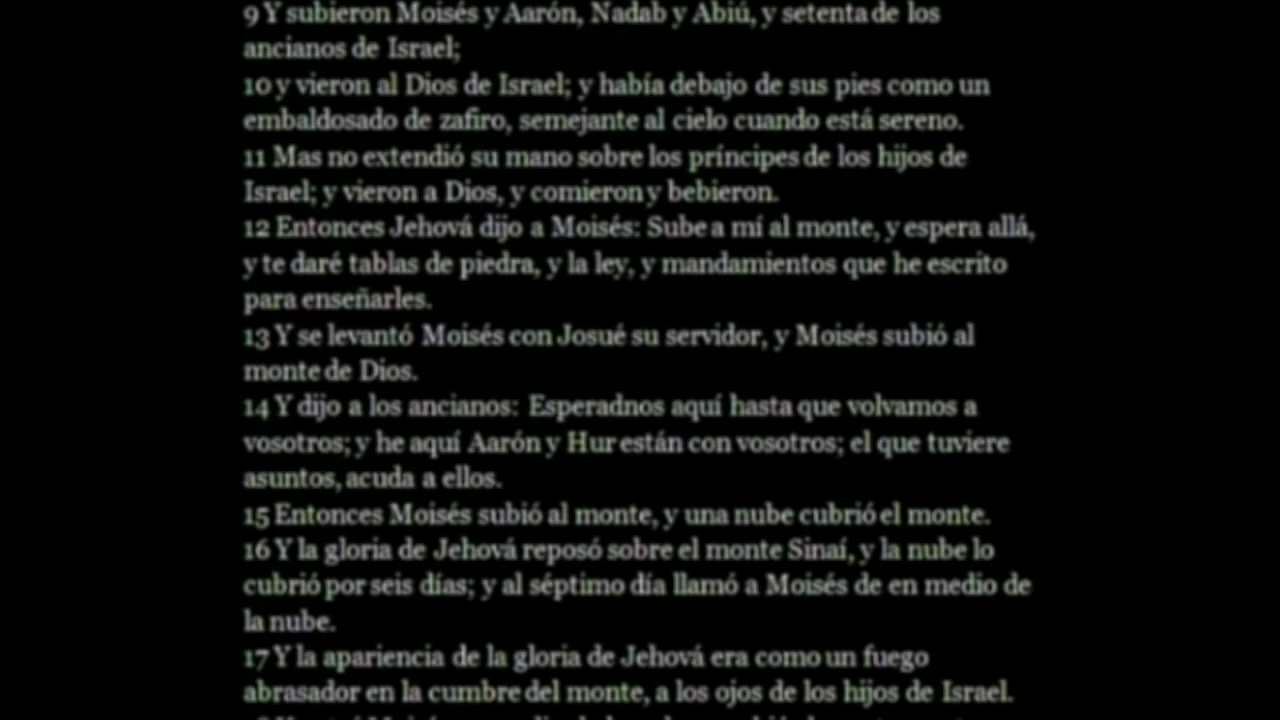 9 Y subieron Moisés y Aarón, Nadab y Abiú, y setenta de los
ancianos de Israel;
10 y vieron al Dios de Israel; y había debajo de sus pies como un
embaldosado de zafiro, semejante al cielo cuando está sereno.
11 Mas no extendió su mano sobre los príncipes de los hijos de
Israel; y vieron a Dios, y comieron y bebieron.
12 Entonces Jehová dijo a Moisés: Sube a mí al monte, y espera allá,
y te daré tablas de piedra, y la ley, y mandamientos que he escrito
para enseñarles.
13 Y se levantó Moisés con Josué su servidor, y Moisés subió al
monte de Dios.
14 Y dijo a los ancianos: Esperadnos aquí hasta que volvamos a
vosotros; y he aquí Aarón y Hur están con vosotros; el que tuviere
asuntos, acuda a ellos.
15 Entonces Moisés subió al monte, y una nube cubrió el monte.
16 Y la gloria de Jehová reposó sobre el monte Sinaí, y la nube lo
cubrió por seis días; y al séptimo día llamó a Moisés de en medio de
la nube.
17 Y la apariencia de la gloria de Jehová era como un fuego
abrasador en la cumbre del monte, a los ojos de los hijos de Israel.